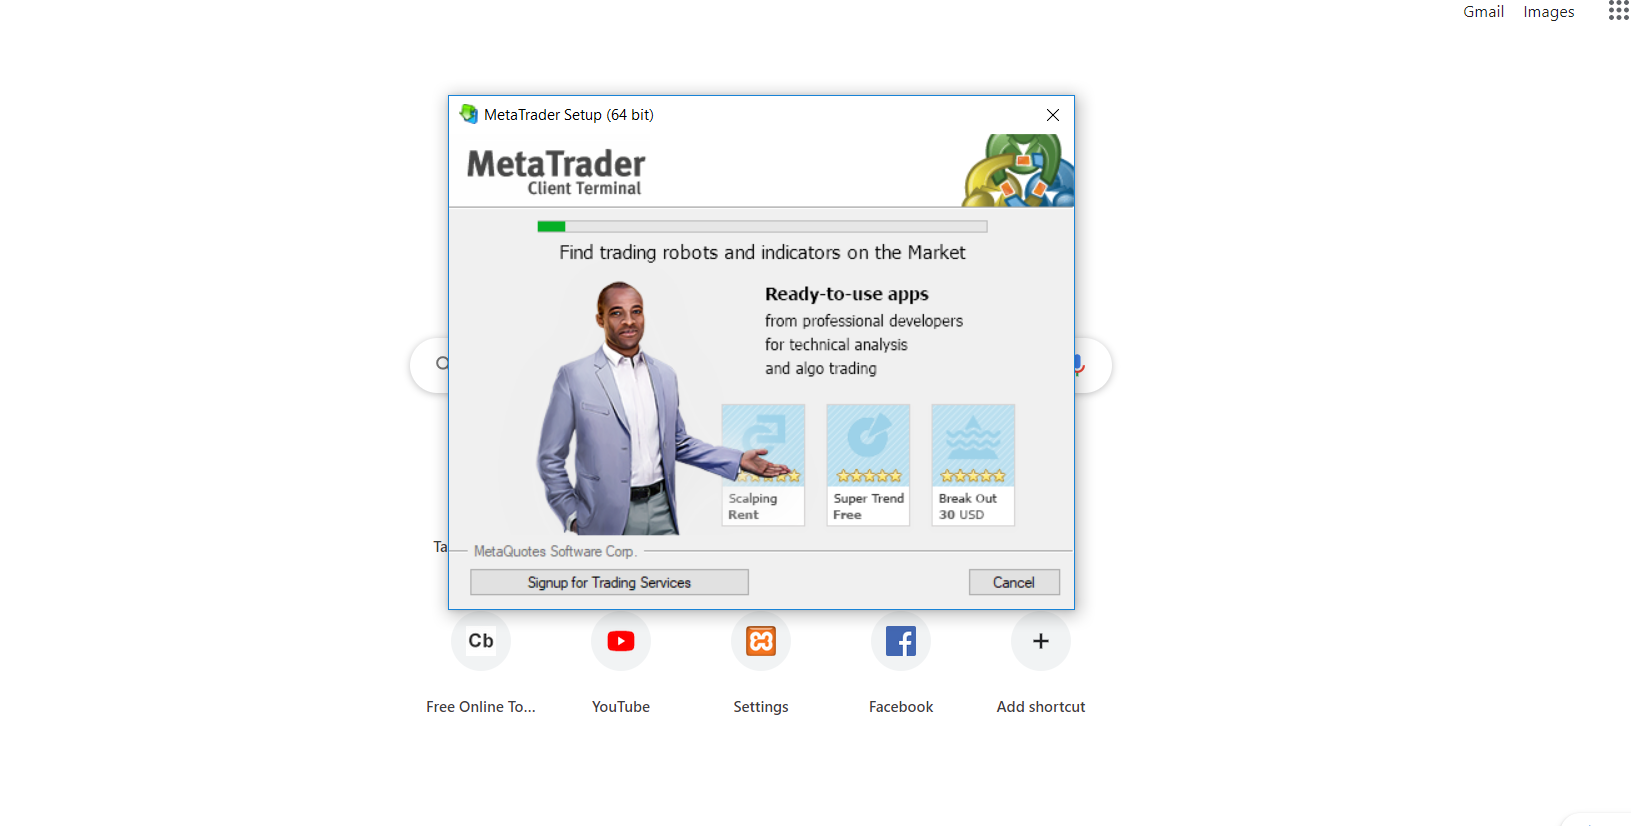 Gmail Images
MetaTrader Setup (64 bit)
MetaTrader
Client Terminal
Find trading robots and indicators on the Market
Ready-to-use apps
from professional developers
for technical analysis
and algo trading
Scalping
Rent
Super Trend
Free
Break Out
30 USD
Ta
MetaQuotes Software Corp.
Signup for Trading Services
Cancel
Cb
Free Online To...
YouTube
Settings
Facebook
Add shortcut